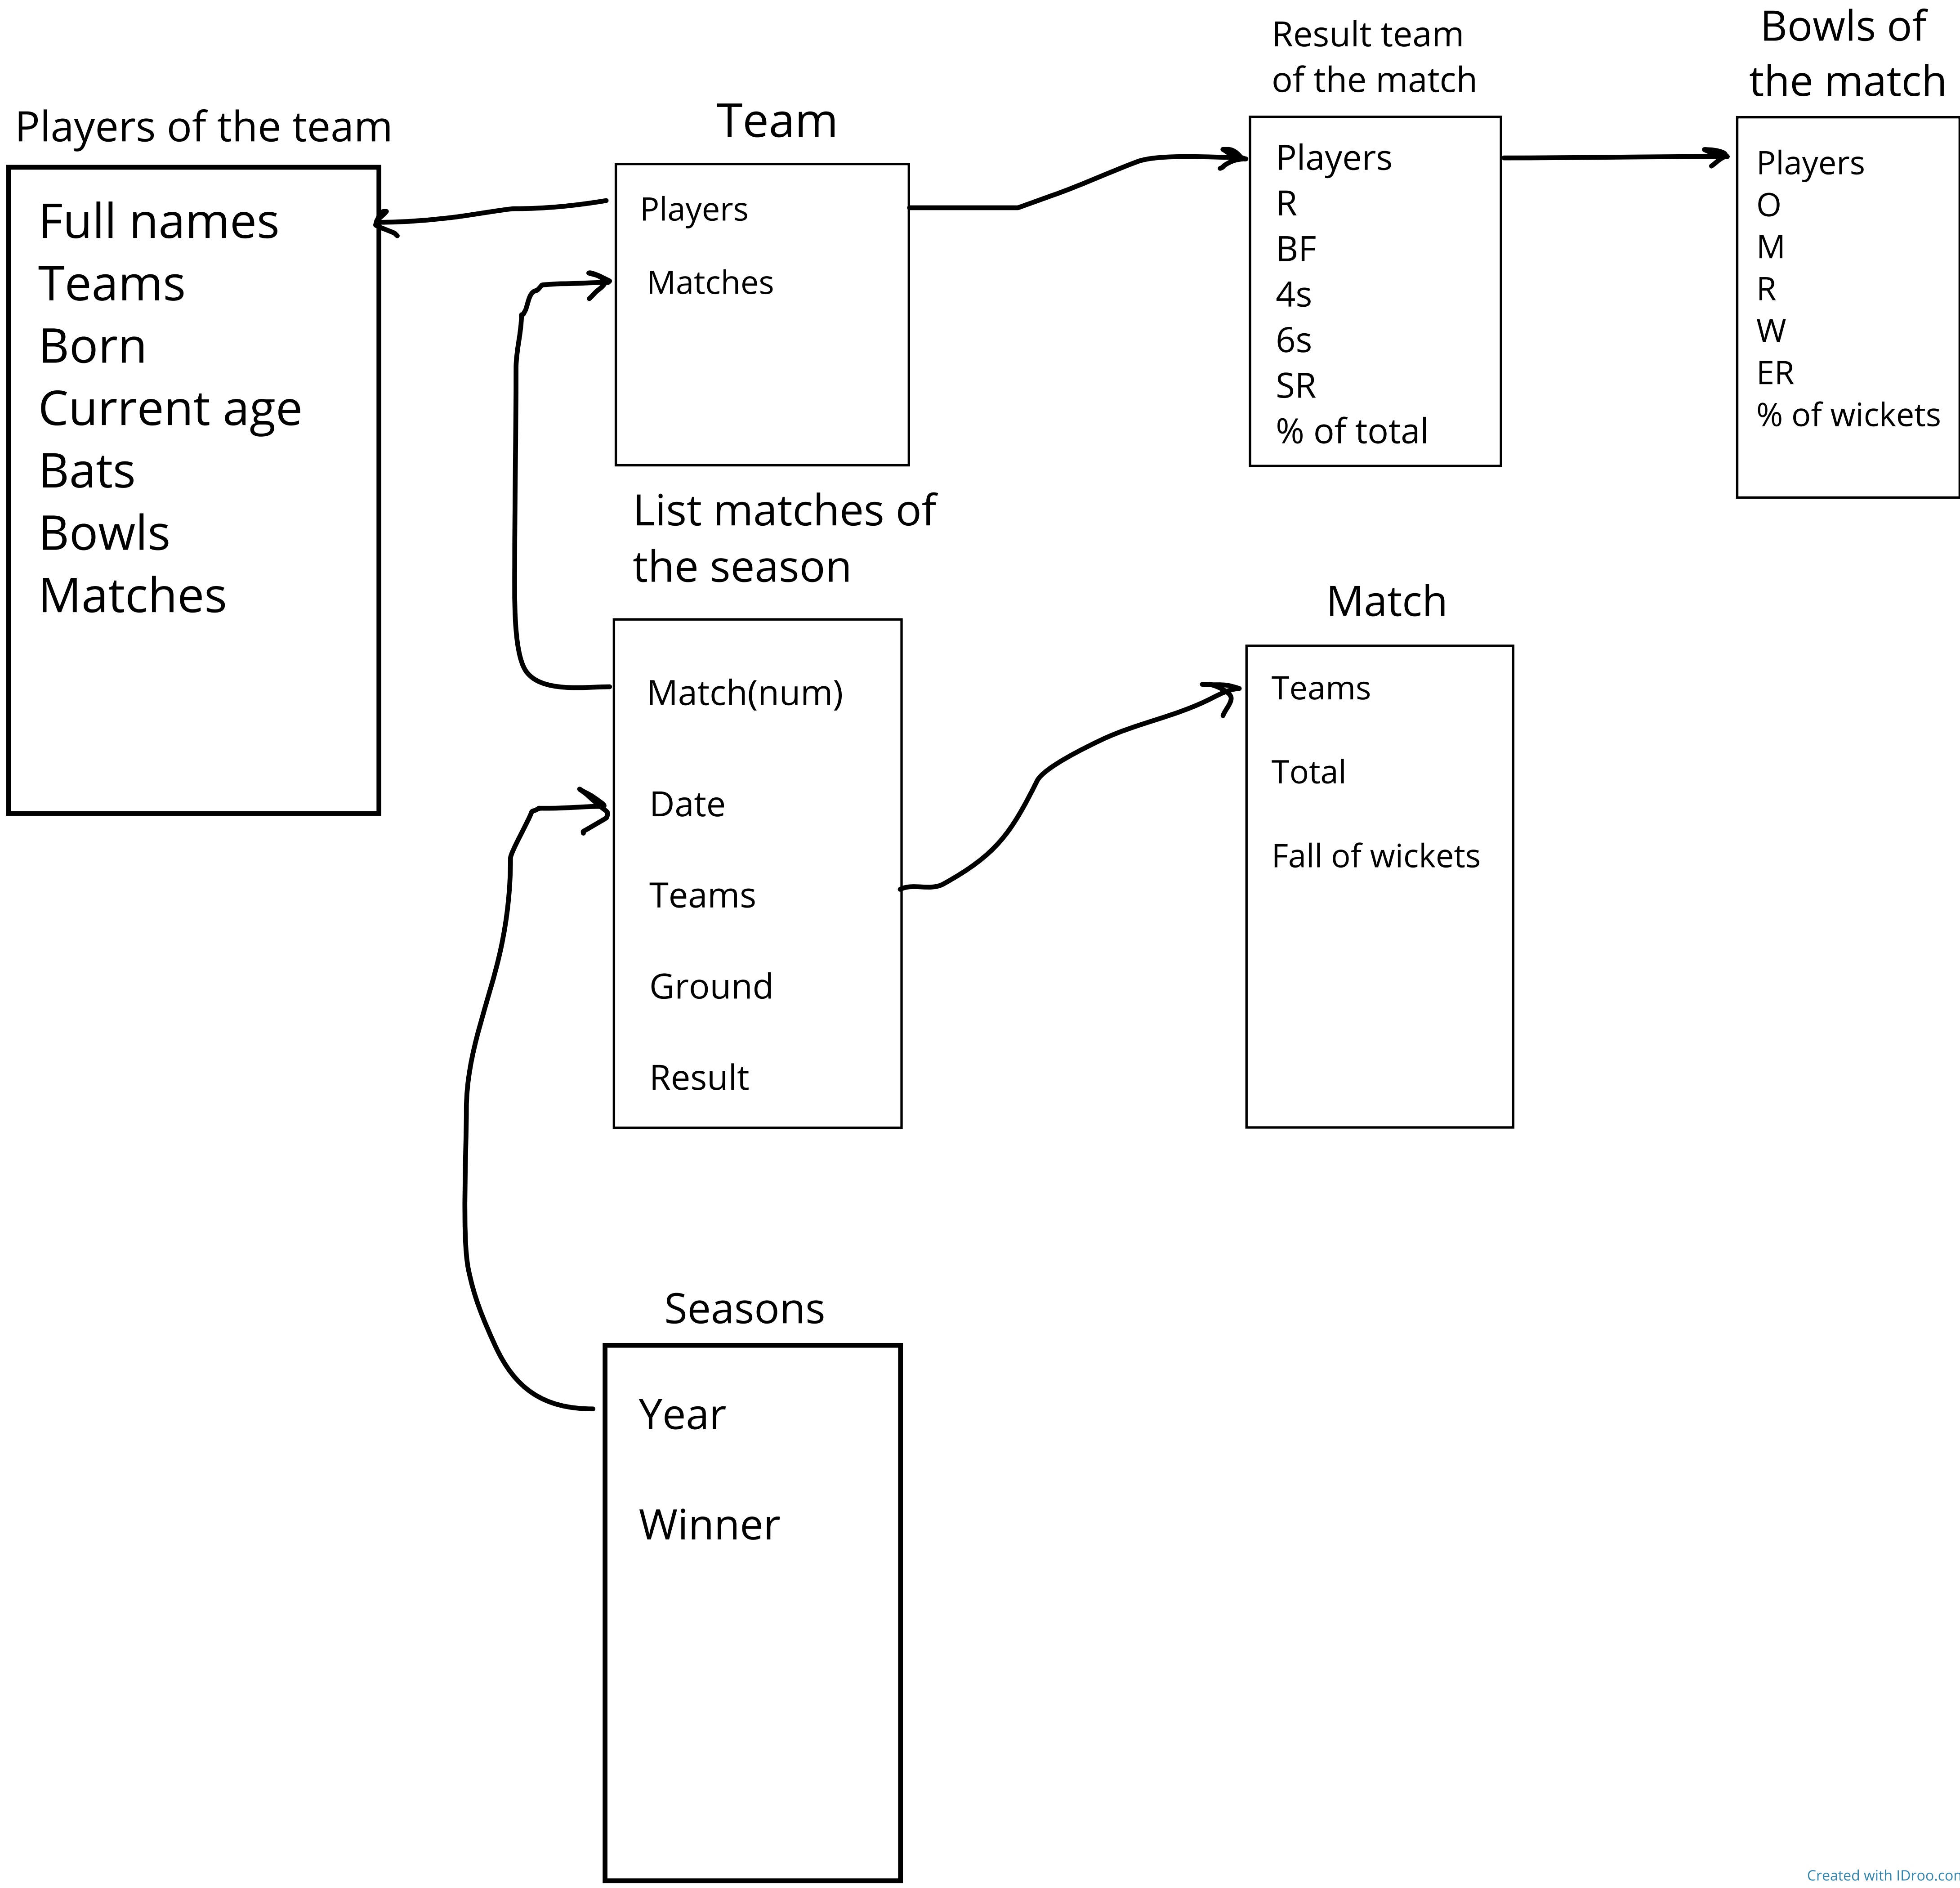 Players of the team
Full names
Teams
Born
Current age
Bats
Bowls
Matches
Team
Players
Matches
Result team
of the match
Players
R
BF
4s
6s
SR
% of total
Bowls of
the match
Players
O
M
R
W
ER
% of wickets
List matches of
the season
Match(num)
Date
Teams
Ground
Result
Match
Teams
Total
Fall of wickets
Seasons
Year
Winner
Created with IDroo.com